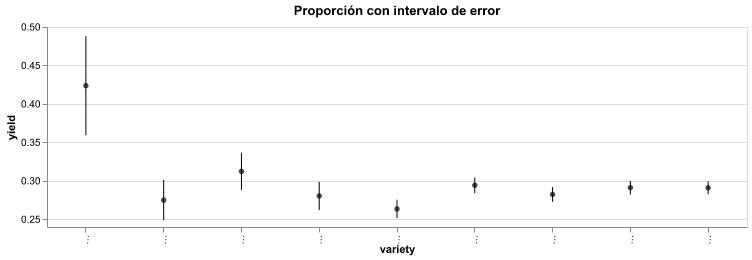 Proporción con intervalo de error
0.50
0.45
0.40
0.35
0.30
0.25
yield
… … … … … … … … …
variety